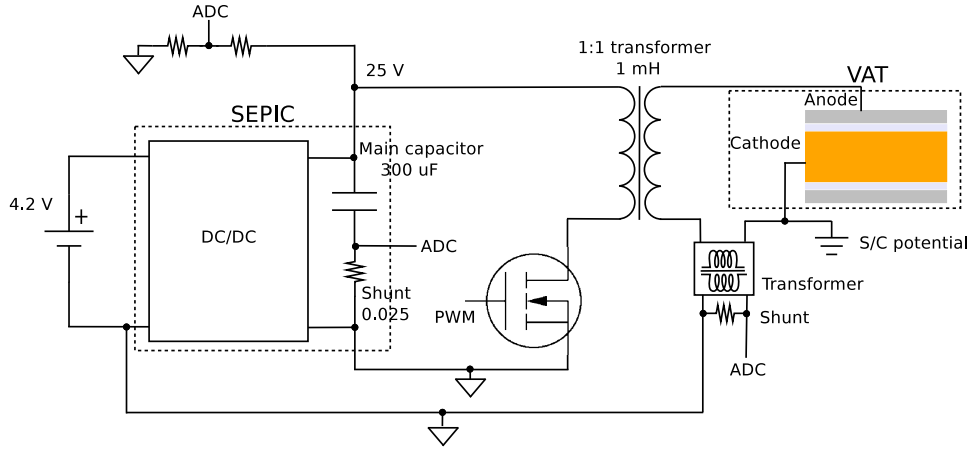 ADC
1:1 transformer
1 mH
25 V
VAT
Anode
SEPIC
Cathode
Main capacitor
300 uF
4.2 V
+
DC/DC
ADC
S/C potential
Transformer
Shunt
0.025
PWM
Shunt
ADC